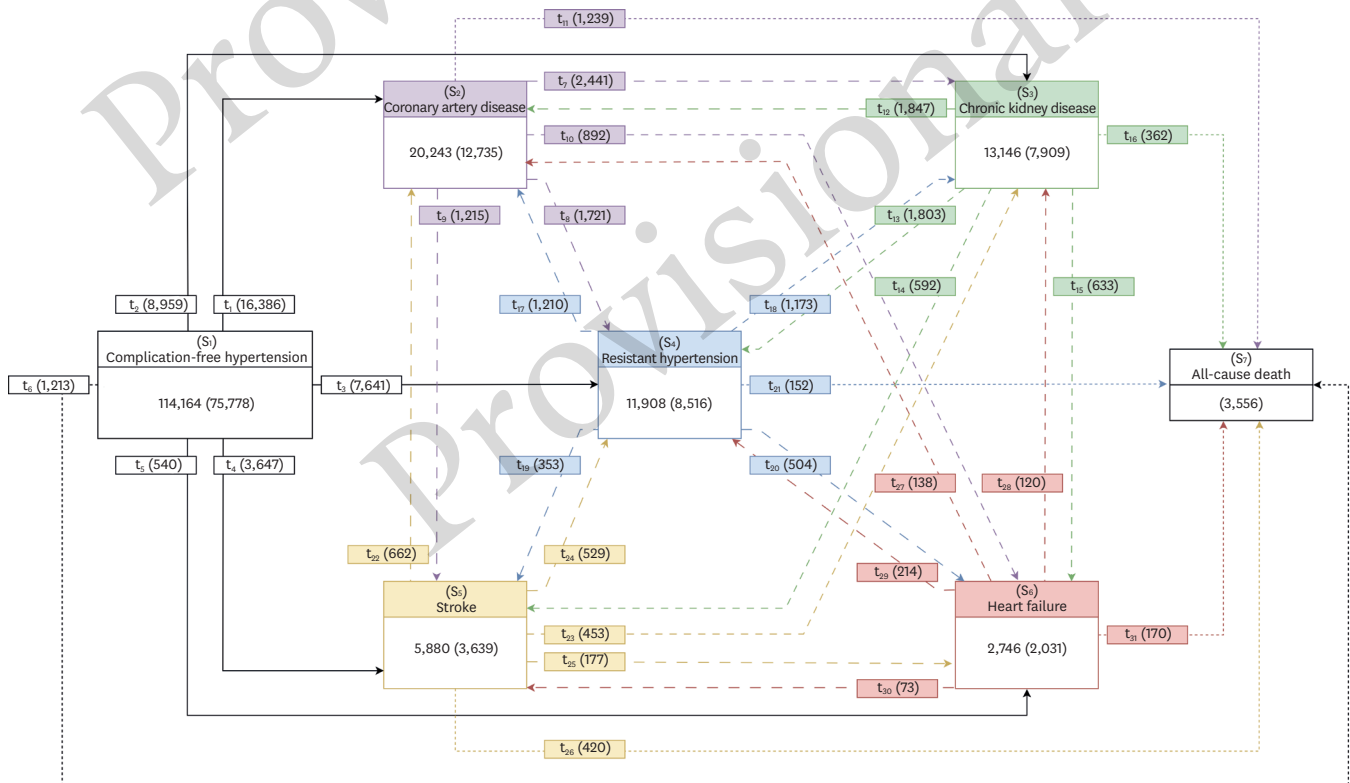 t₁₁ (1,239)
t₇ (2,441)
(S₂)
Coronary artery disease
20,243 (12,735)
(S₃)
Chronic kidney disease
13,146 (7,909)
t₁₂ (1,847)
t₁₀ (892)
t₁₆ (362)
t₉ (1,215)
t₈ (1,721)
t₁₃ (1,803)
t₂ (8,959)
t₁ (16,386)
t₁₇ (1,210)
t₁₈ (1,173)
t₁₄ (592)
t₁₅ (633)
(S₁)
Complication-free hypertension
114,164 (75,778)
(S₄)
Resistant hypertension
11,908 (8,516)
(S₇)
All-cause death
(3,556)
t₆ (1,213)
t₃ (7,641)
t₂₁ (152)
t₅ (540)
t₄ (3,647)
t₁₉ (353)
t₂₀ (504)
t₂₇ (138)
t₂₈ (120)
t₂₂ (662)
t₂₄ (529)
t₂₉ (214)
(S₅)
Stroke
5,880 (3,639)
(S₆)
Heart failure
2,746 (2,031)
t₂₃ (453)
t₂₅ (177)
t₃₁ (170)
t₃₀ (73)
t₂₆ (420)
Provisional
Provisional